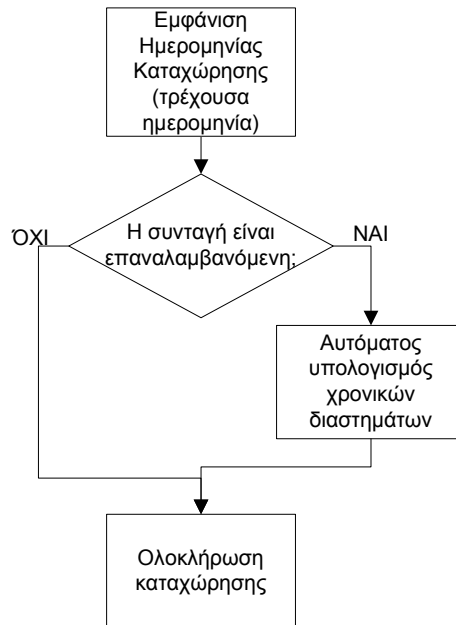 Εμφάνιση
Ημερομηνίας
Καταχώρησης
(τρέχουσα
ημερομηνία)
ΌΧΙ
Η συνταγή είναι
επαναλαμβανόμενη;
ΝΑΙ
Αυτόματος
υπολογισμός
χρονικών
διαστημάτων
Ολοκλήρωση
καταχώρησης